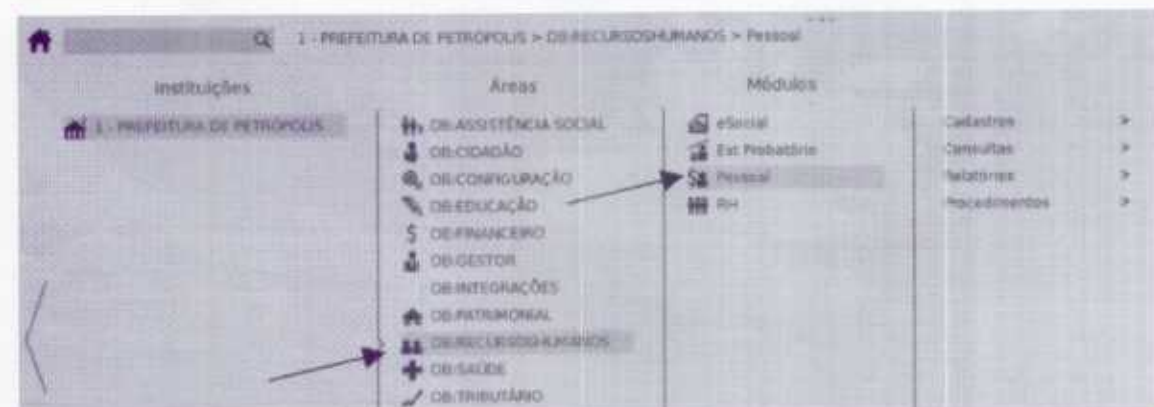 1 - PREFEITURA DE PETRÓPOLIS > DB:RECURSOSHUMANOS > Pessoal
Instituições
Áreas
Módulos
1 - PREFEITURA DE PETRÓPOLIS
DB:ASSISTÊNCIA SOCIAL
DB:CIDADÃO
DB:CONFIGURAÇÃO
DB:EDUCAÇÃO
DB:FINANCEIRO
DB:GESTOR
DB:INTEGRAÇÕES
DB:PATRIMONIAL
DB:RECURSOSHUMANOS
DB:SAÚDE
DB:TRIBUTÁRIO
eSocial
Est Probatório
Pessoal
RH
Cadastros >
Consultas >
Relatórios >
Procedimentos >